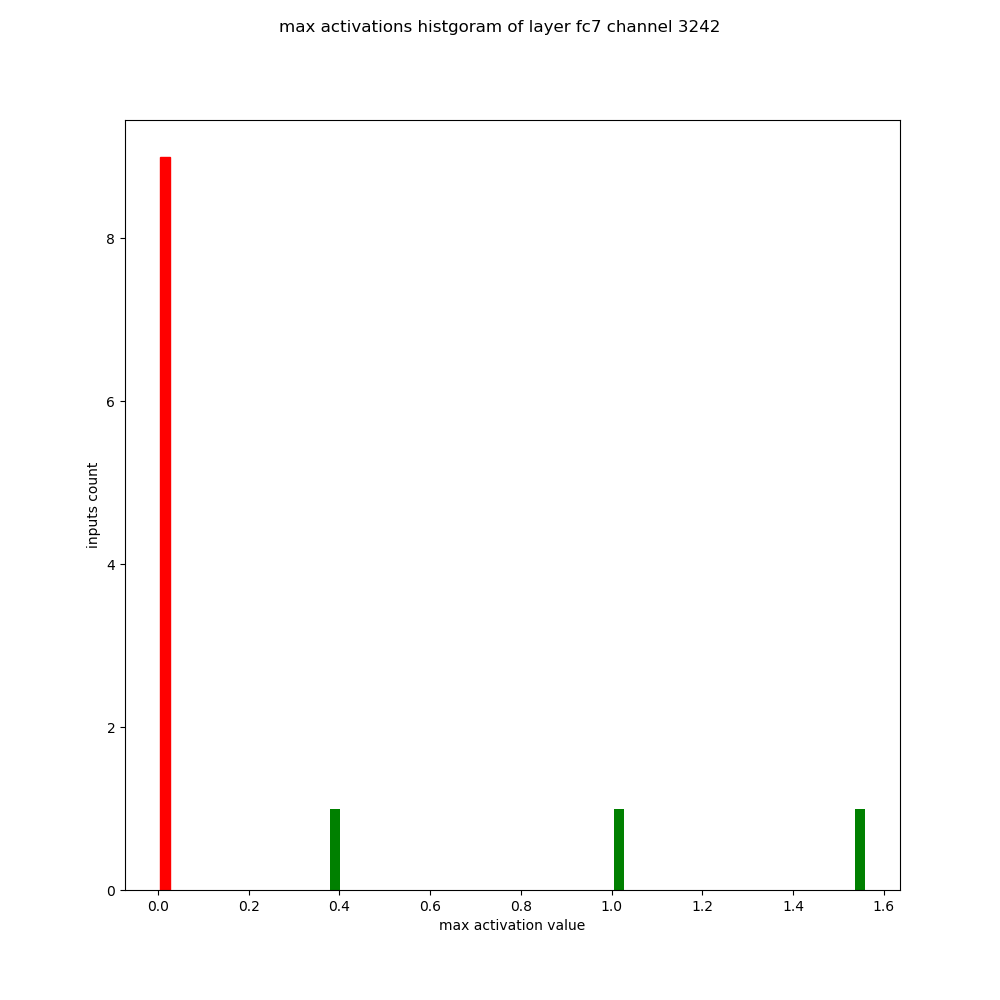 max activations histgoram of layer fc7 channel 3242
8
6
4
2
0
inputs count
0.0 0.2 0.4 0.6 0.8 1.0 1.2 1.4 1.6
max activation value